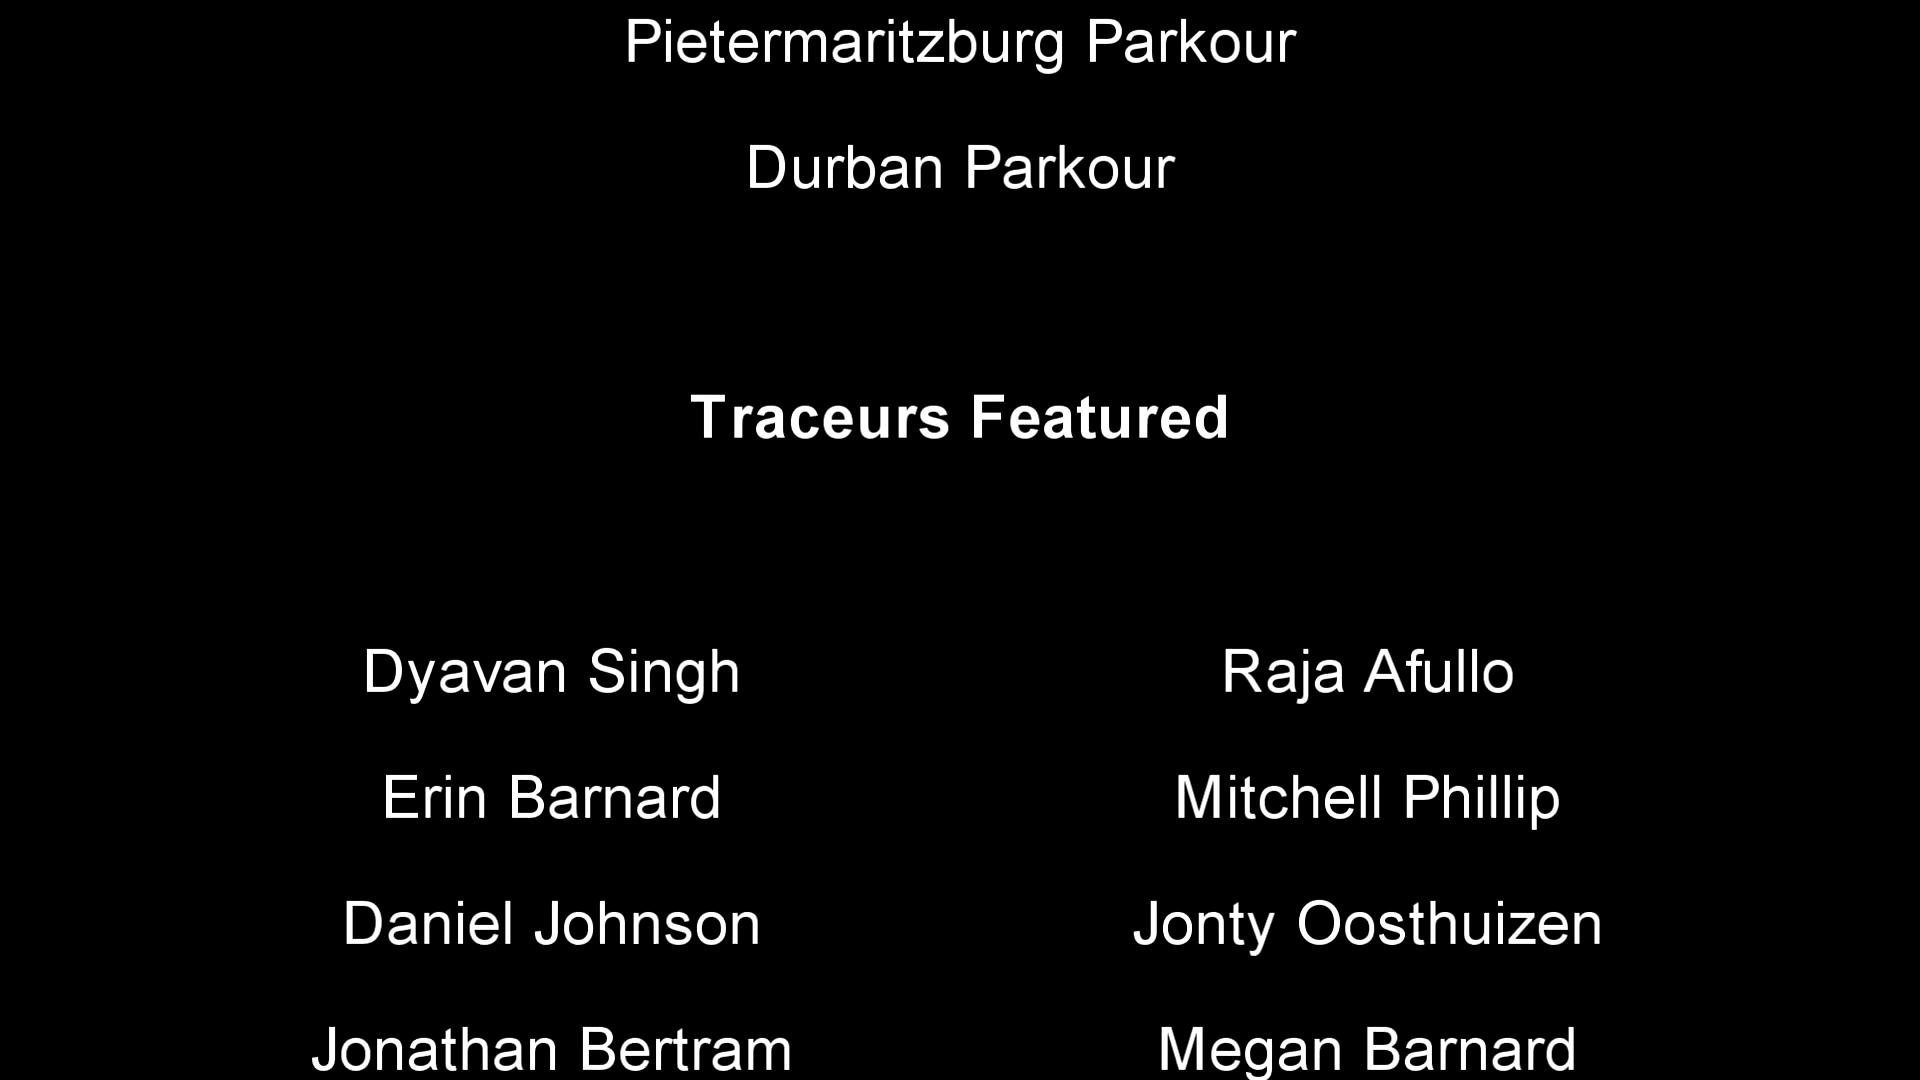 Pietermaritzburg Parkour
Durban Parkour
Traceurs Featured
Dyavan Singh
Raja Afullo
Erin Barnard
Mitchell Phillip
Daniel Johnson
Jonty Oosthuizen
Jonathan Bertram
Megan Barnard